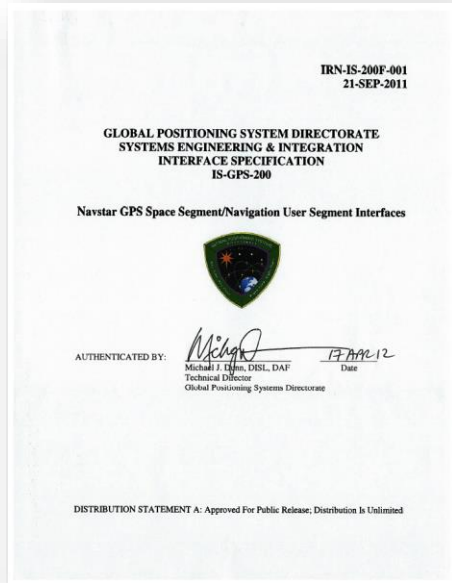 IRN-IS-200F-001
21-SEP-2011
GLOBAL POSITIONING SYSTEM DIRECTORATE
SYSTEMS ENGINEERING & INTEGRATION
INTERFACE SPECIFICATION
IS-GPS-200
Navstar GPS Space Segment/Navigation User Segment Interfaces
AUTHENTICATED BY:
17 APR 12
Michael J. Dunn, DISL, DAF Date
Technical Director
Global Positioning Systems Directorate
DISTRIBUTION STATEMENT A: Approved For Public Release; Distribution Is Unlimited